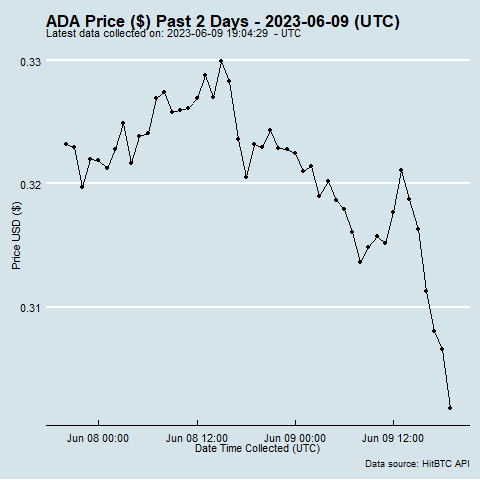 ADA Price ($) Past 2 Days - 2023-06-09 (UTC)
Latest data collected on: 2023-06-09 19:04:29 - UTC
0.33
0.32
0.31
Price USD ($)
Jun 08 00:00
Jun 08 12:00
Jun 09 00:00
Jun 09 12:00
Date Time Collected (UTC)
Data source: HitBTC API